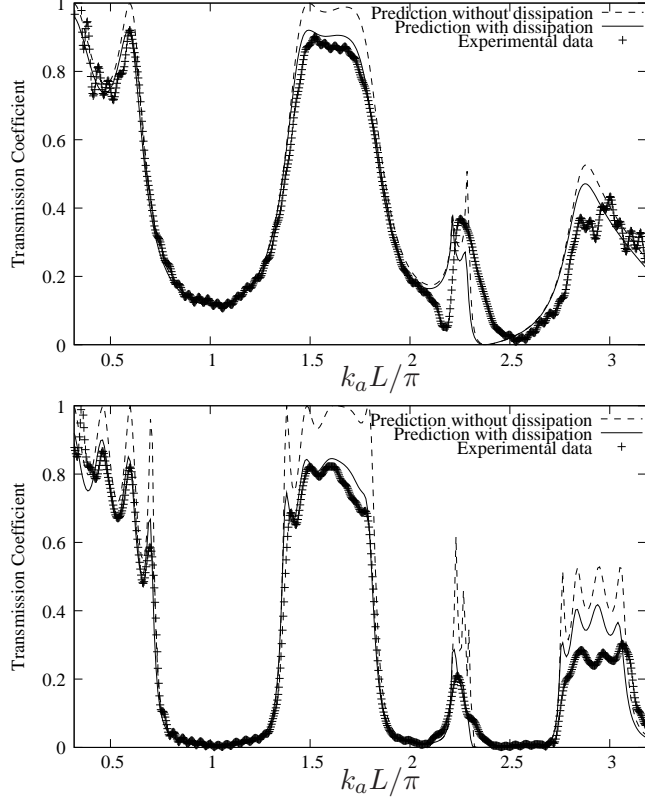 1
0.8
0.6
0.4
0.2
0
Transmission Coefficient
Prediction without dissipation
Prediction with dissipation
Experimental data
0.5 1 1.5 2 2.5 3
k_a L/π
1
0.8
0.6
0.4
0.2
0
Transmission Coefficient
Prediction without dissipation
Prediction with dissipation
Experimental data
0.5 1 1.5 2 2.5 3
k_a L/π